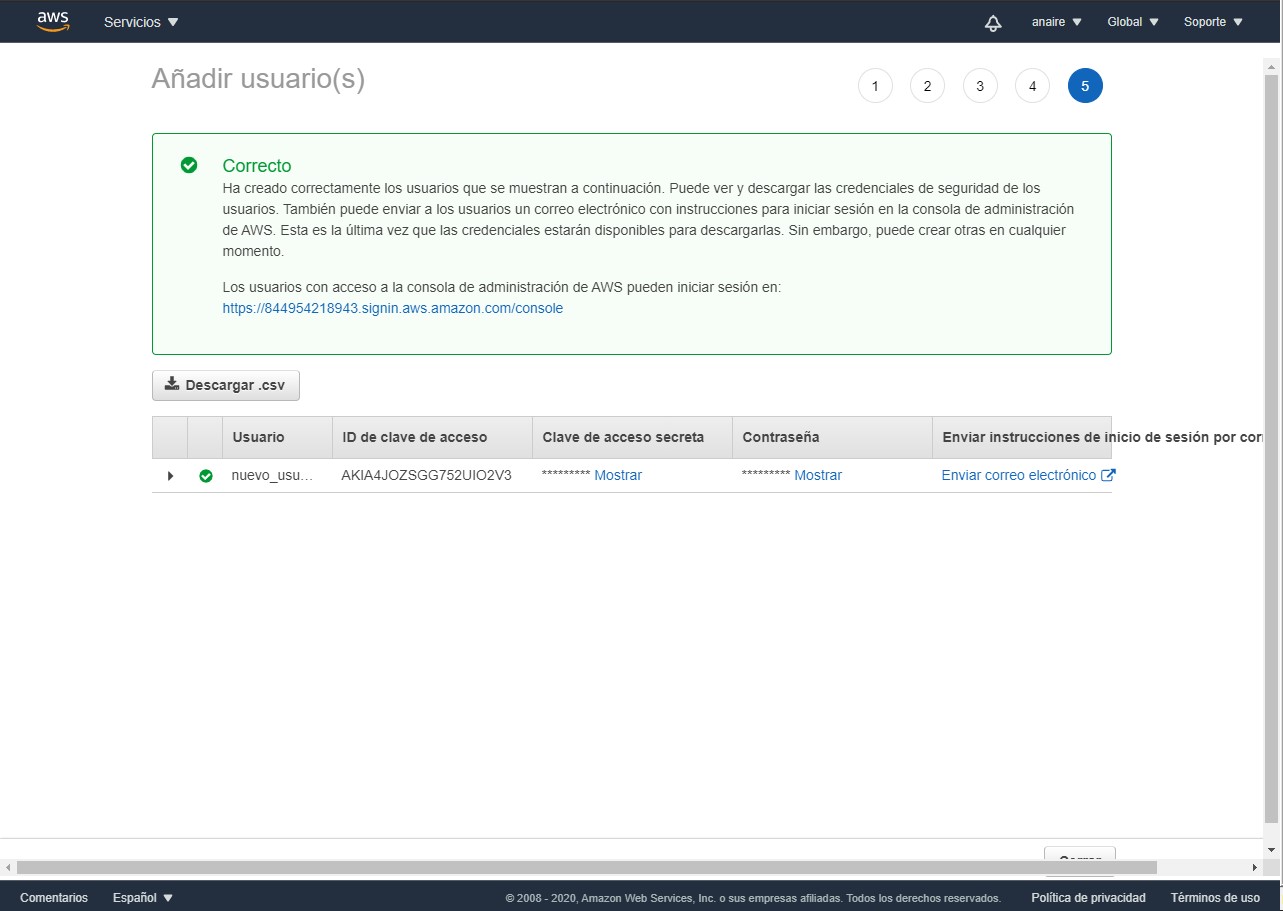 aws Servicios anaire Global Soporte
Añadir usuario(s)
1 2 3 4 5
Correcto
Ha creado correctamente los usuarios que se muestran a continuación. Puede ver y descargar las credenciales de seguridad de los
usuarios. También puede enviar a los usuarios un correo electrónico con instrucciones para iniciar sesión en la consola de administración
de AWS. Esta es la última vez que las credenciales estarán disponibles para descargarlas. Sin embargo, puede crear otras en cualquier
momento.
Los usuarios con acceso a la consola de administración de AWS pueden iniciar sesión en:
https://844954218943.signin.aws.amazon.com/console
Descargar .csv
Usuario ID de clave de acceso Clave de acceso secreta Contraseña Enviar instrucciones de inicio de sesión por cor
nuevo_usu... AKIA4JOZSGG752UIO2V3 ********* Mostrar ********* Mostrar Enviar correo electrónico
Cerrar
Comentarios Español © 2008 - 2020, Amazon Web Services, Inc. o sus empresas afiliadas. Todos los derechos reservados. Política de privacidad Términos de uso